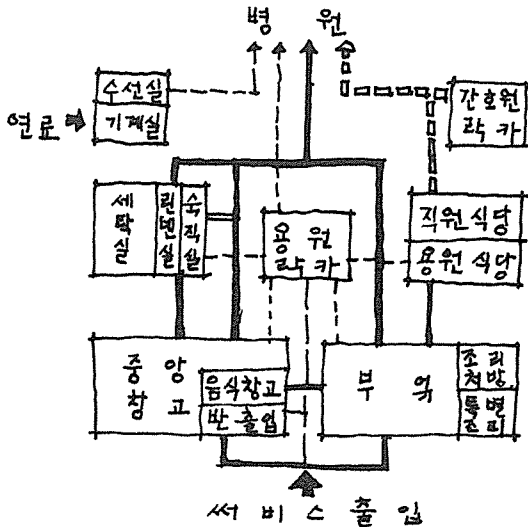 병 원
수선실
기계실
연료
간호원
락카
세탁실
린넨실
숙직실
용원
락카
직원식당
용원식당
중앙
창고
음식창고
반출입
부엌
조리
처방
특별
조리
써비스출입